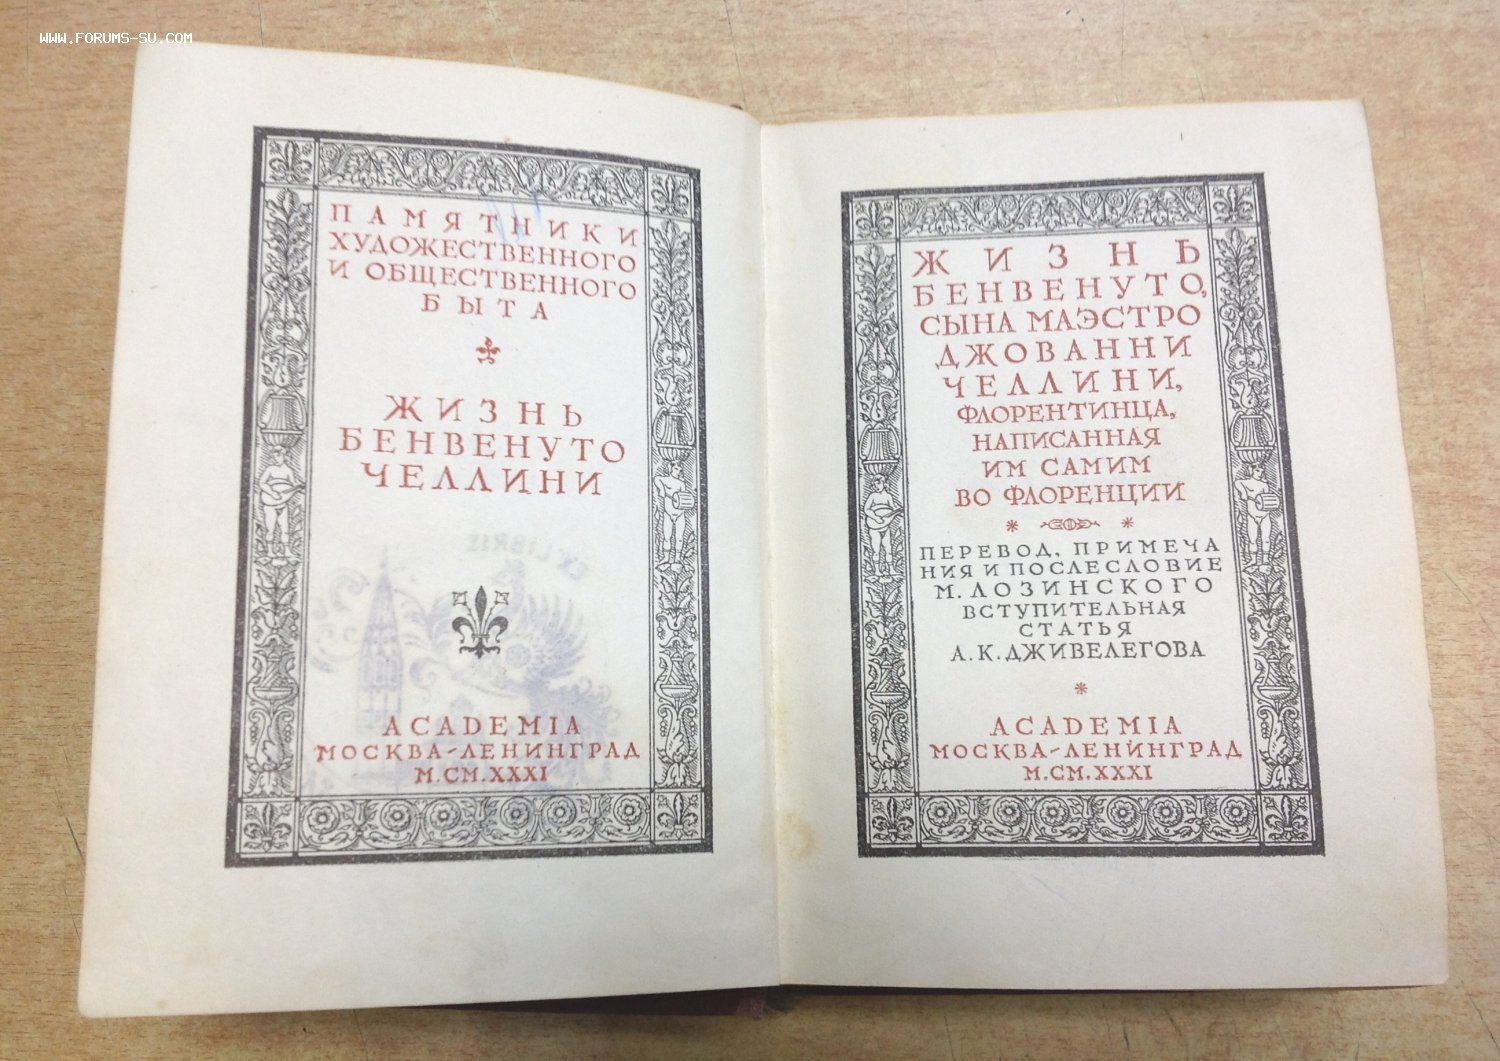 WWW.FORUMS-SU.COM
ПАМЯТНИКИ
ХУДОЖЕСТВЕННОГО
И ОБЩЕСТВЕННОГО
БЫТА
ЖИЗНЬ
БЕНВЕНУТО
ЧЕЛЛИНИ
EX LIBRIS
ACADEMIA
МОСКВА-ЛЕНИНГРАД
M.CM.XXXI
ЖИЗНЬ
БЕНВЕНУТО,
СЫНА МАЭСТРО
ДЖОВАННИ
ЧЕЛЛИНИ,
ФЛОРЕНТИНЦА,
НАПИСАННАЯ
ИМ САМИМ
ВО ФЛОРЕНЦИИ
ПЕРЕВОД, ПРИМЕЧА
НИЯ И ПОСЛЕСЛОВИЕ
М. ЛОЗИНСКОГО
ВСТУПИТЕЛЬНАЯ
СТАТЬЯ
А. К. ДЖИВЕЛЕГОВА
ACADEMIA
МОСКВА-ЛЕНИНГРАД
M.CM.XXXI